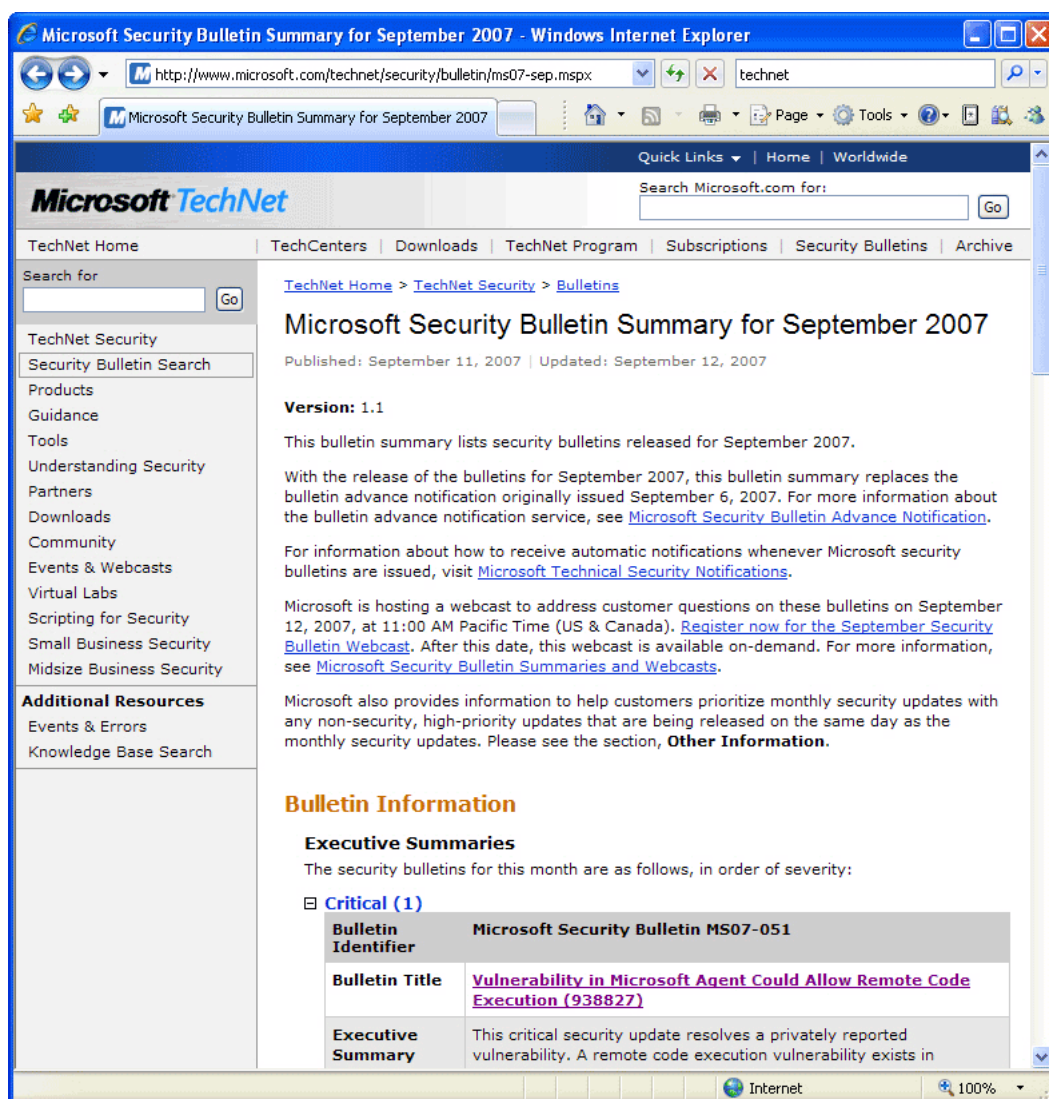 Microsoft Security Bulletin Summary for September 2007 - Windows Internet Explorer
http://www.microsoft.com/technet/security/bulletin/ms07-sep.mspx
technet
Microsoft Security Bulletin Summary for September 2007
Page
Tools
Quick Links | Home | Worldwide
Microsoft TechNet
Search Microsoft.com for:
Go
TechNet Home | TechCenters | Downloads | TechNet Program | Subscriptions | Security Bulletins | Archive
Search for
Go
TechNet Security
Security Bulletin Search
Products
Guidance
Tools
Understanding Security
Partners
Downloads
Community
Events & Webcasts
Virtual Labs
Scripting for Security
Small Business Security
Midsize Business Security
Additional Resources
Events & Errors
Knowledge Base Search
TechNet Home > TechNet Security > Bulletins
Microsoft Security Bulletin Summary for September 2007
Published: September 11, 2007 | Updated: September 12, 2007
Version: 1.1
This bulletin summary lists security bulletins released for September 2007.
With the release of the bulletins for September 2007, this bulletin summary replaces the
bulletin advance notification originally issued September 6, 2007. For more information about
the bulletin advance notification service, see Microsoft Security Bulletin Advance Notification.
For information about how to receive automatic notifications whenever Microsoft security
bulletins are issued, visit Microsoft Technical Security Notifications.
Microsoft is hosting a webcast to address customer questions on these bulletins on September
12, 2007, at 11:00 AM Pacific Time (US & Canada). Register now for the September Security
Bulletin Webcast. After this date, this webcast is available on-demand. For more information,
see Microsoft Security Bulletin Summaries and Webcasts.
Microsoft also provides information to help customers prioritize monthly security updates with
any non-security, high-priority updates that are being released on the same day as the
monthly security updates. Please see the section, Other Information.
Bulletin Information
Executive Summaries
The security bulletins for this month are as follows, in order of severity:
Critical (1)
Bulletin Identifier
Microsoft Security Bulletin MS07-051
Bulletin Title
Vulnerability in Microsoft Agent Could Allow Remote Code
Execution (938827)
Executive Summary
This critical security update resolves a privately reported
vulnerability. A remote code execution vulnerability exists in
Internet
100%